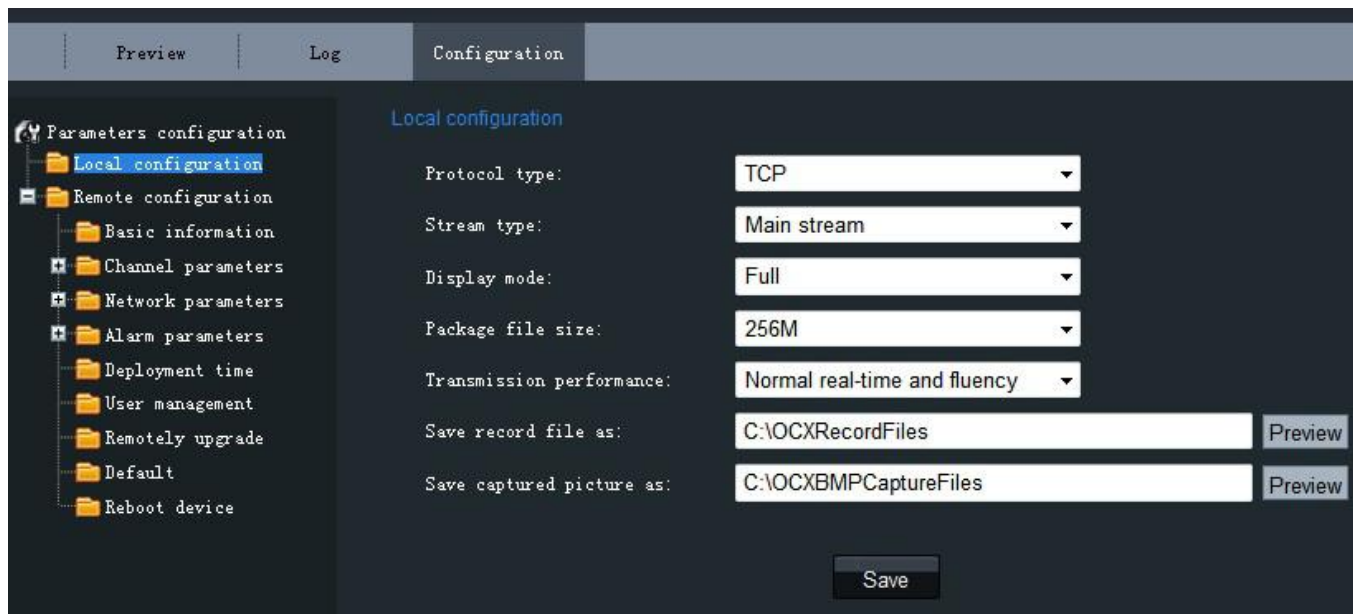 Preview Log Configuration
Parameters configuration
Local configuration
Remote configuration
Basic information
Channel parameters
Network parameters
Alarm parameters
Deployment time
User management
Remotely upgrade
Default
Reboot device
Local configuration
Protocol type: TCP
Stream type: Main stream
Display mode: Full
Package file size: 256M
Transmission performance: Normal real-time and fluency
Save record file as: C:\OCXRecordFiles Preview
Save captured picture as: C:\OCXBMPCaptureFiles Preview
Save